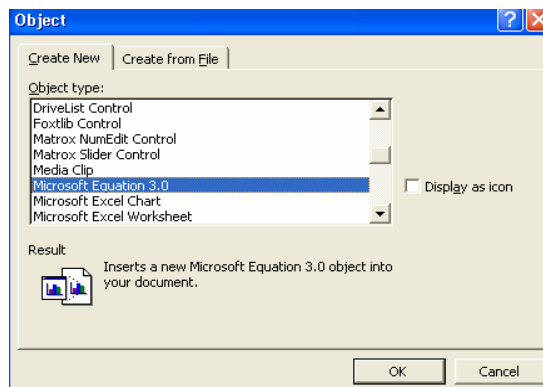 Object
Create New
Create from File
Object type:
DriveList Control
Foxtlib Control
Matrox NumEdit Control
Matrox Slider Control
Media Clip
Microsoft Equation 3.0
Microsoft Excel Chart
Microsoft Excel Worksheet
Display as icon
Result
Inserts a new Microsoft Equation 3.0 object into
your document.
OK
Cancel